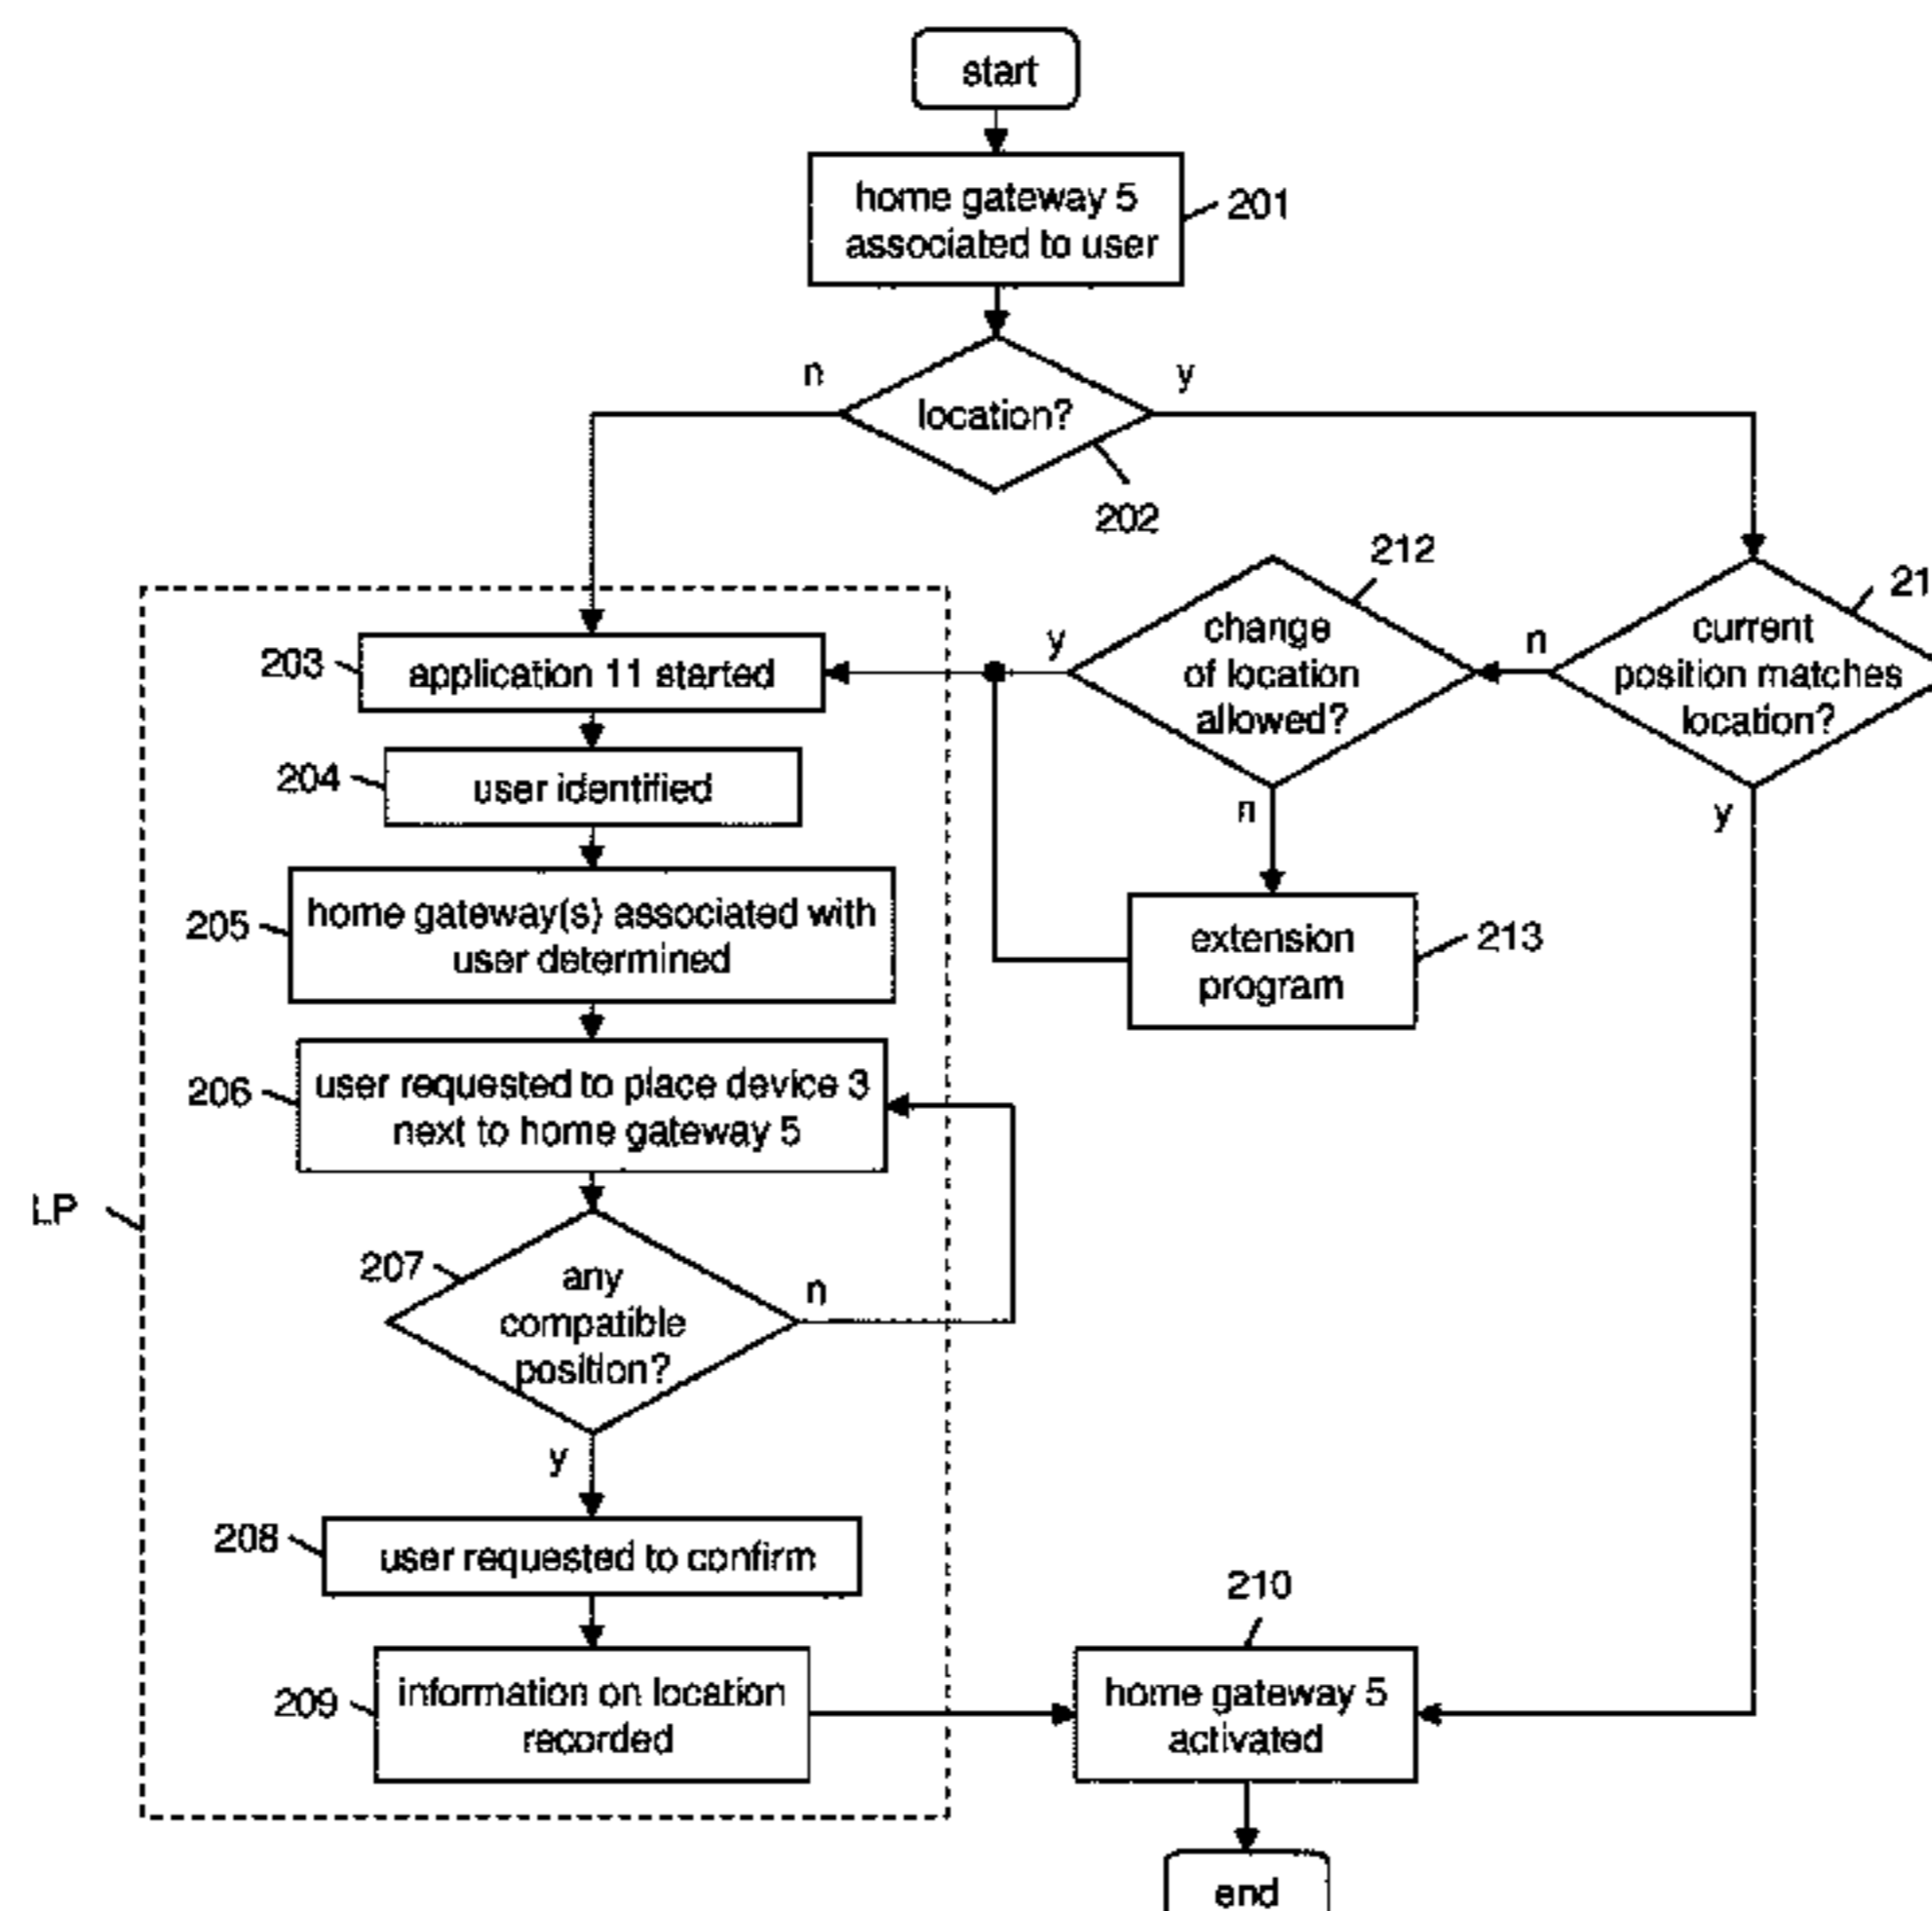 start
home gateway 5
associated to user
201
n
y
location?
202
212
21
203
application 11 started
y
change
of location
allowed?
n
current
position matches
location?
204
user identified
n
y
205
home gateway(s) associated with
user determined
extension
program
213
206
user requested to place device 3
next to home gateway 5
LP
207
any
compatible
position?
n
y
208
user requested to confirm
210
209
information on location
recorded
home gateway 5
activated
end